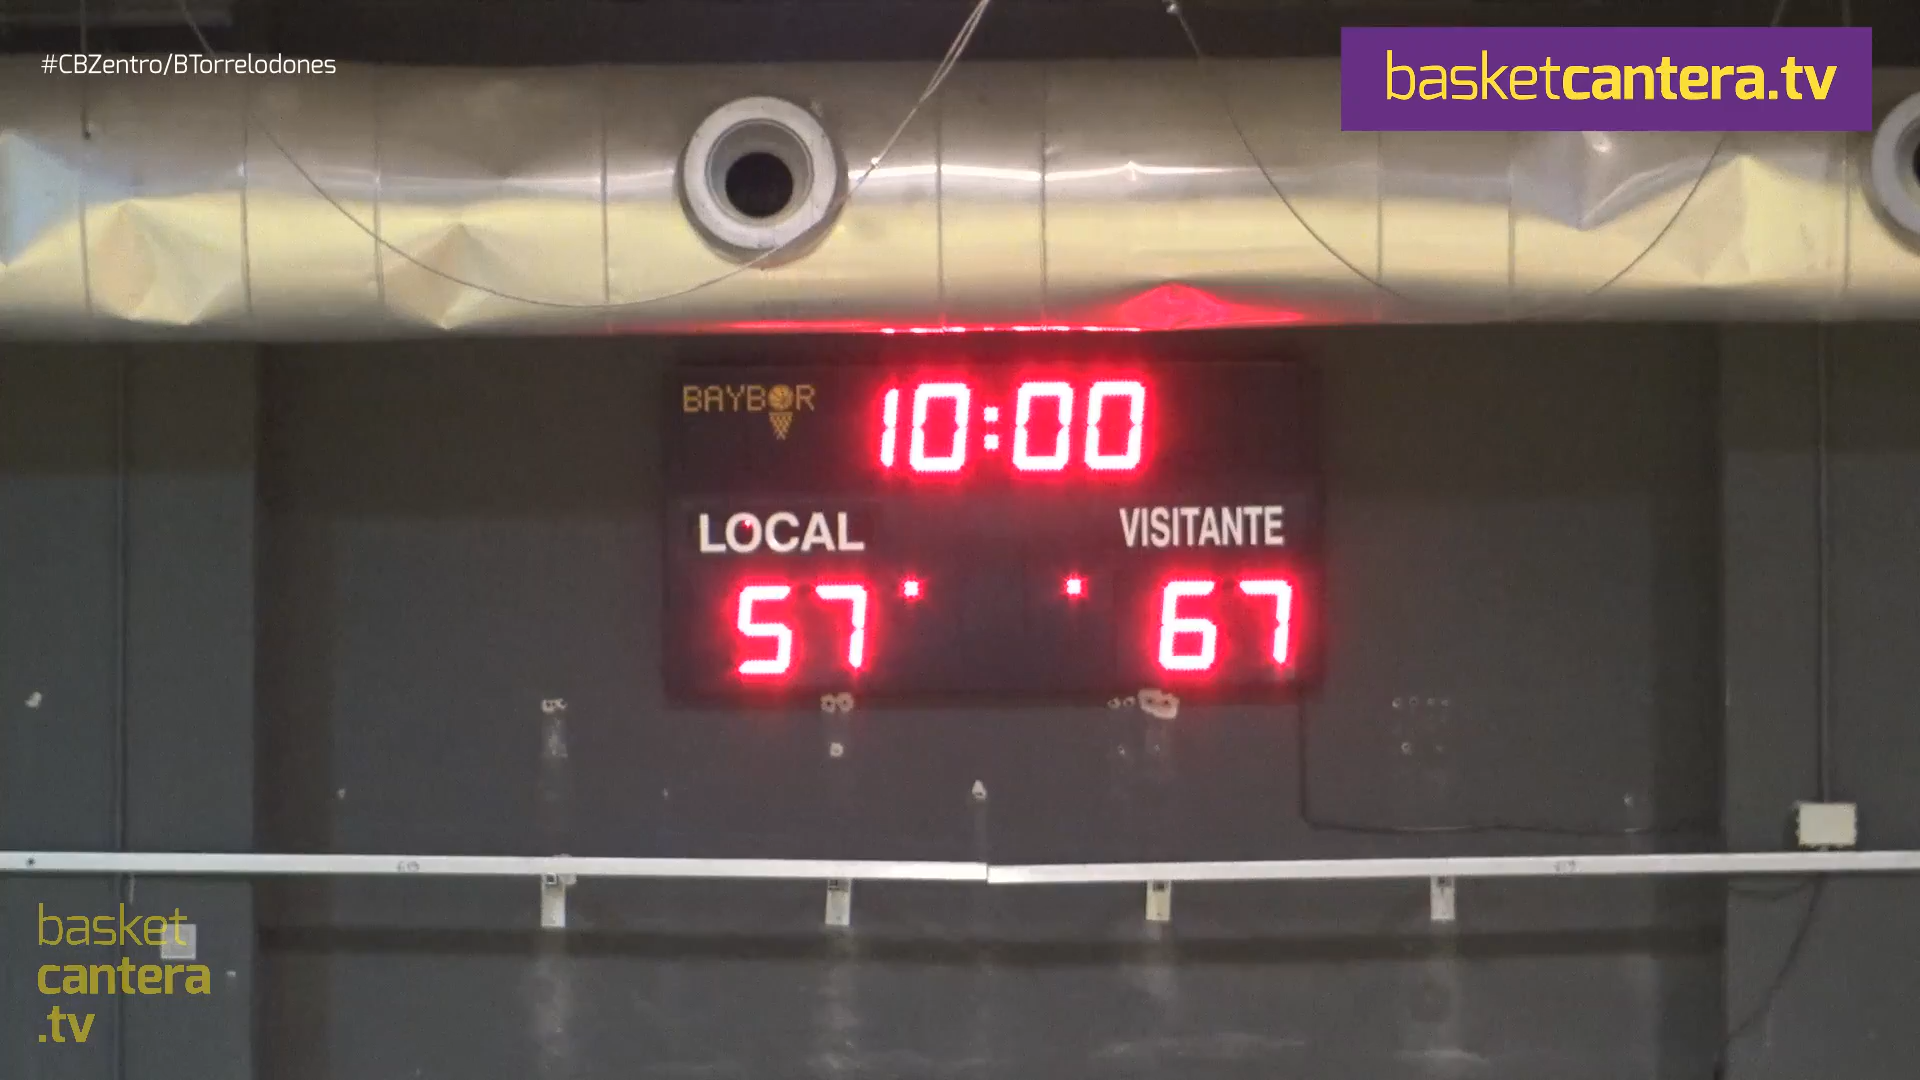 #CBZentro/BTorrelodones
basketcantera.tv
BAYBOR
10:00
LOCAL
VISITANTE
57
67
basket
cantera
.tv